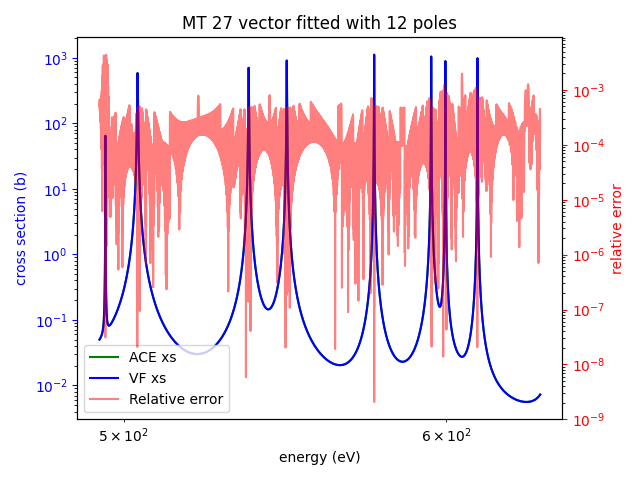 MT 27 vector fitted with 12 poles
10³
10²
10¹
10⁰
10⁻¹
10⁻²
cross section (b)
10⁻³
10⁻⁴
10⁻⁵
10⁻⁶
10⁻⁷
10⁻⁸
10⁻⁹
relative error
ACE xs
VF xs
Relative error
5 × 10² 6 × 10²
energy (eV)